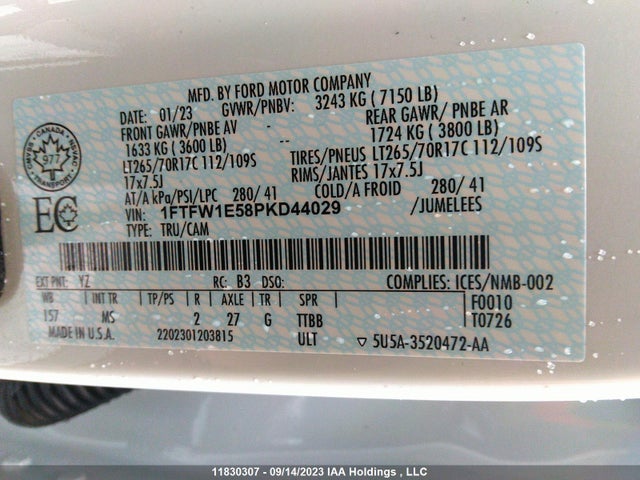 MFD. BY FORD MOTOR COMPANY
DATE: 01/23 GVWR/PNBV: 3243 KG ( 7150 LB)
FRONT GAWR/PNBE AV - REAR GAWR/ PNBE AR
1633 KG ( 3600 LB) -- 1724 KG ( 3800 LB)
LT265/70R17C 112/109S TIRES/PNEUS LT265/70R17C 112/109S
17x7.5J RIMS/JANTES 17x7.5J
AT/A kPa/PSI/LPC 280/ 41 COLD/A FROID 280/ 41
VIN: 1FTFW1E58PKD44029 /JUMELEES
TYPE: TRU/CAM
CANADA
977
TRANSPORT
EC
EXT PNT: YZ RC: B3 DSO: COMPLIES: ICES/NMB-002
WB INT TR TP/PS R AXLE TR SPR F0010
157 MS 2 27 G TTBB T0726
MADE IN U.S.A. 2202301203815 ULT ▽ 5U5A-3520472-AA
11830307 - 09/14/2023 IAA Holdings , LLC